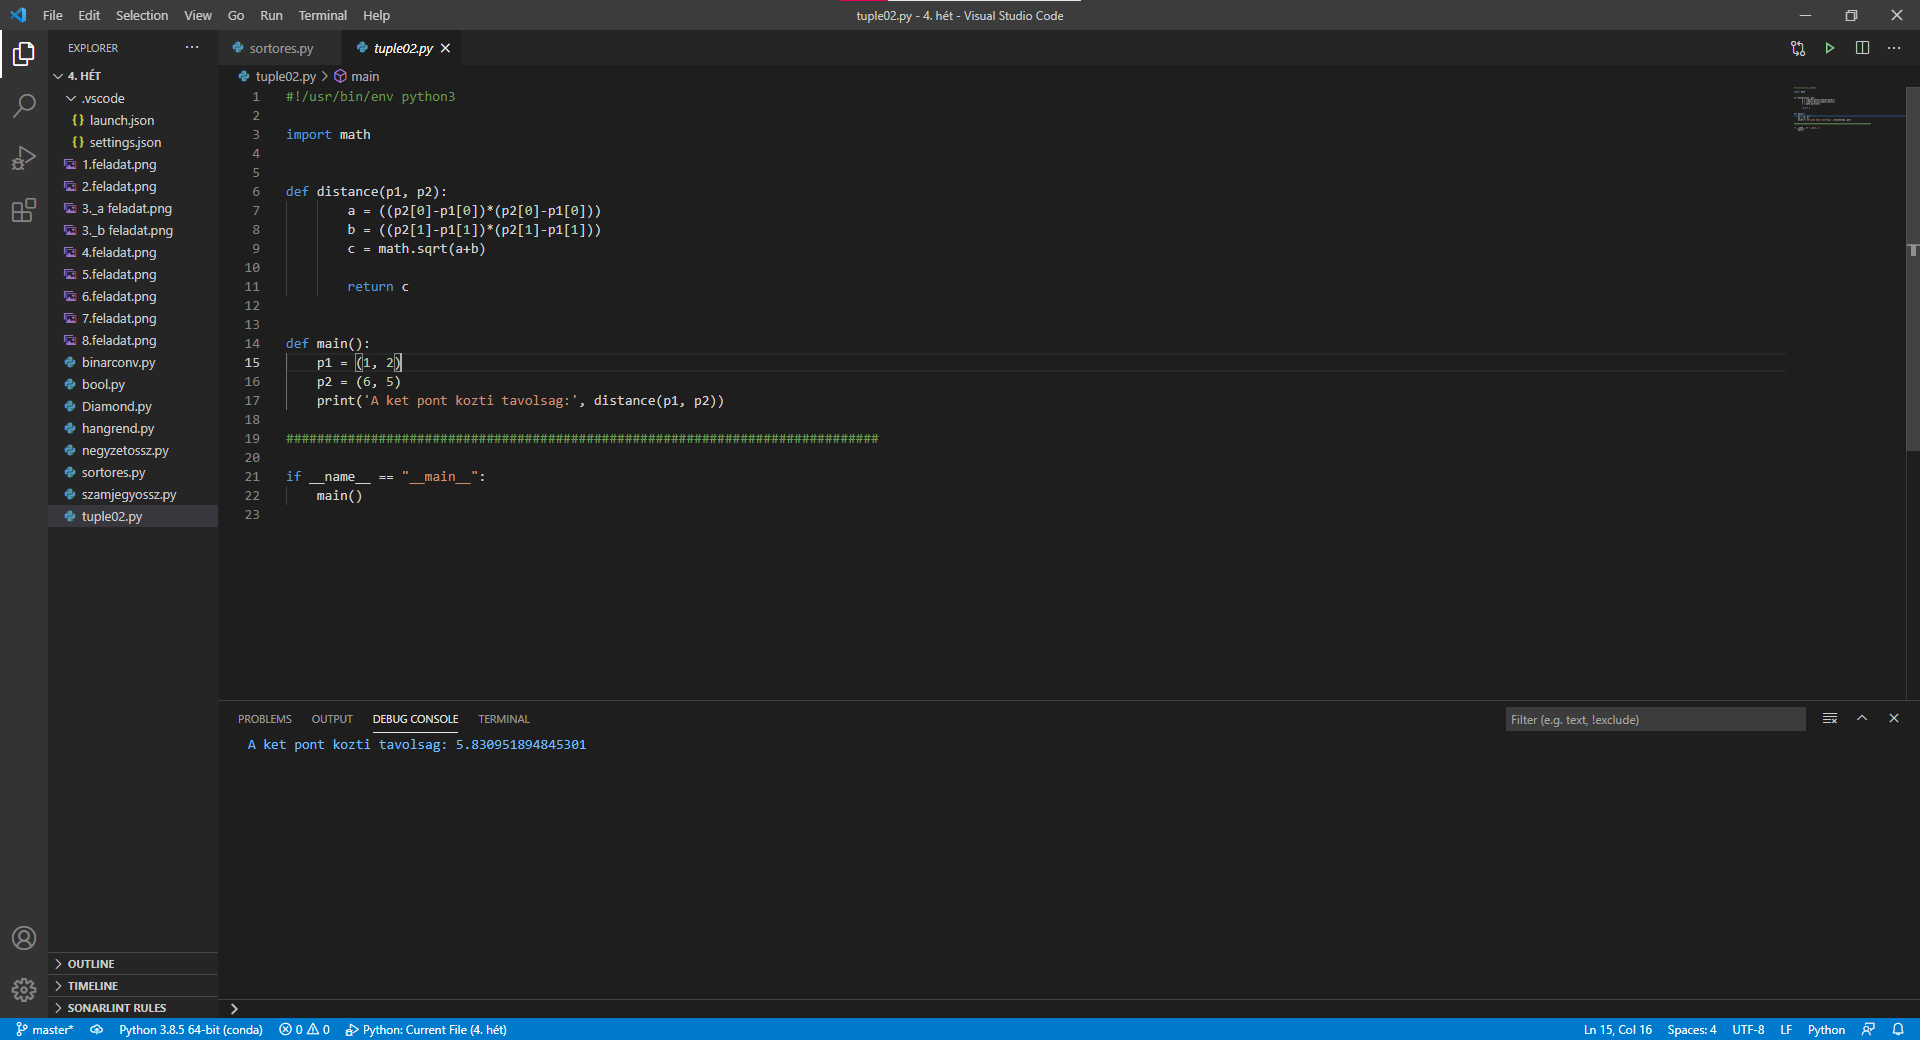 File Edit Selection View Go Run Terminal Help
tuple02.py - 4. hét - Visual Studio Code
EXPLORER
4. HÉT
.vscode
launch.json
settings.json
1.feladat.png
2.feladat.png
3._a feladat.png
3._b feladat.png
4.feladat.png
5.feladat.png
6.feladat.png
7.feladat.png
8.feladat.png
binarconv.py
bool.py
Diamond.py
hangrend.py
negyzetossz.py
sortores.py
szamjegyossz.py
tuple02.py
OUTLINE
TIMELINE
SONARLINT RULES
sortores.py tuple02.py
tuple02.py > main
1 #!/usr/bin/env python3
2
3 import math
4
5
6 def distance(p1, p2):
7 a = ((p2[0]-p1[0])*(p2[0]-p1[0]))
8 b = ((p2[1]-p1[1])*(p2[1]-p1[1]))
9 c = math.sqrt(a+b)
10
11 return c
12
13
14 def main():
15 p1 = (1, 2)
16 p2 = (6, 5)
17 print('A ket pont kozti tavolsag:', distance(p1, p2))
18
19 #############################################################################
20
21 if __name__ == "__main__":
22 main()
23
PROBLEMS OUTPUT DEBUG CONSOLE TERMINAL
Filter (e.g. text, !exclude)
A ket pont kozti tavolsag: 5.830951894845301
master* Python 3.8.5 64-bit (conda) 0 0 Python: Current File (4. hét)
Ln 15, Col 16 Spaces: 4 UTF-8 LF Python